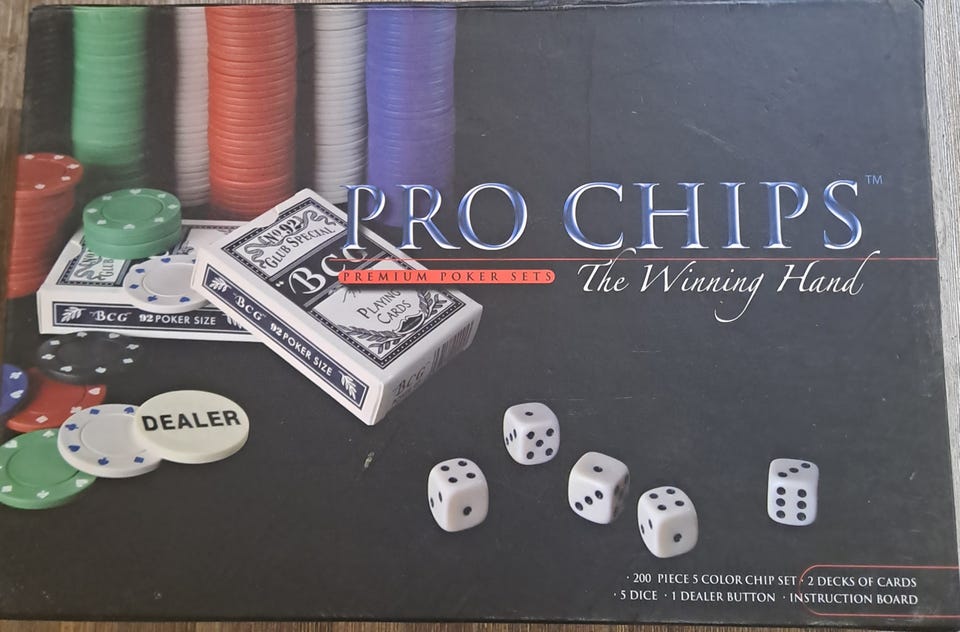 PRO CHIPS™
PREMIUM POKER SETS
The Winning Hand
No 92
CLUB SPECIAL
"BCG
PLAYING
CARDS
BCG 92 POKER SIZE
BCG 92 POKER SIZE
BCG
DEALER
· 200 PIECE 5 COLOR CHIP SET · 2 DECKS OF CARDS
· 5 DICE · 1 DEALER BUTTON · INSTRUCTION BOARD